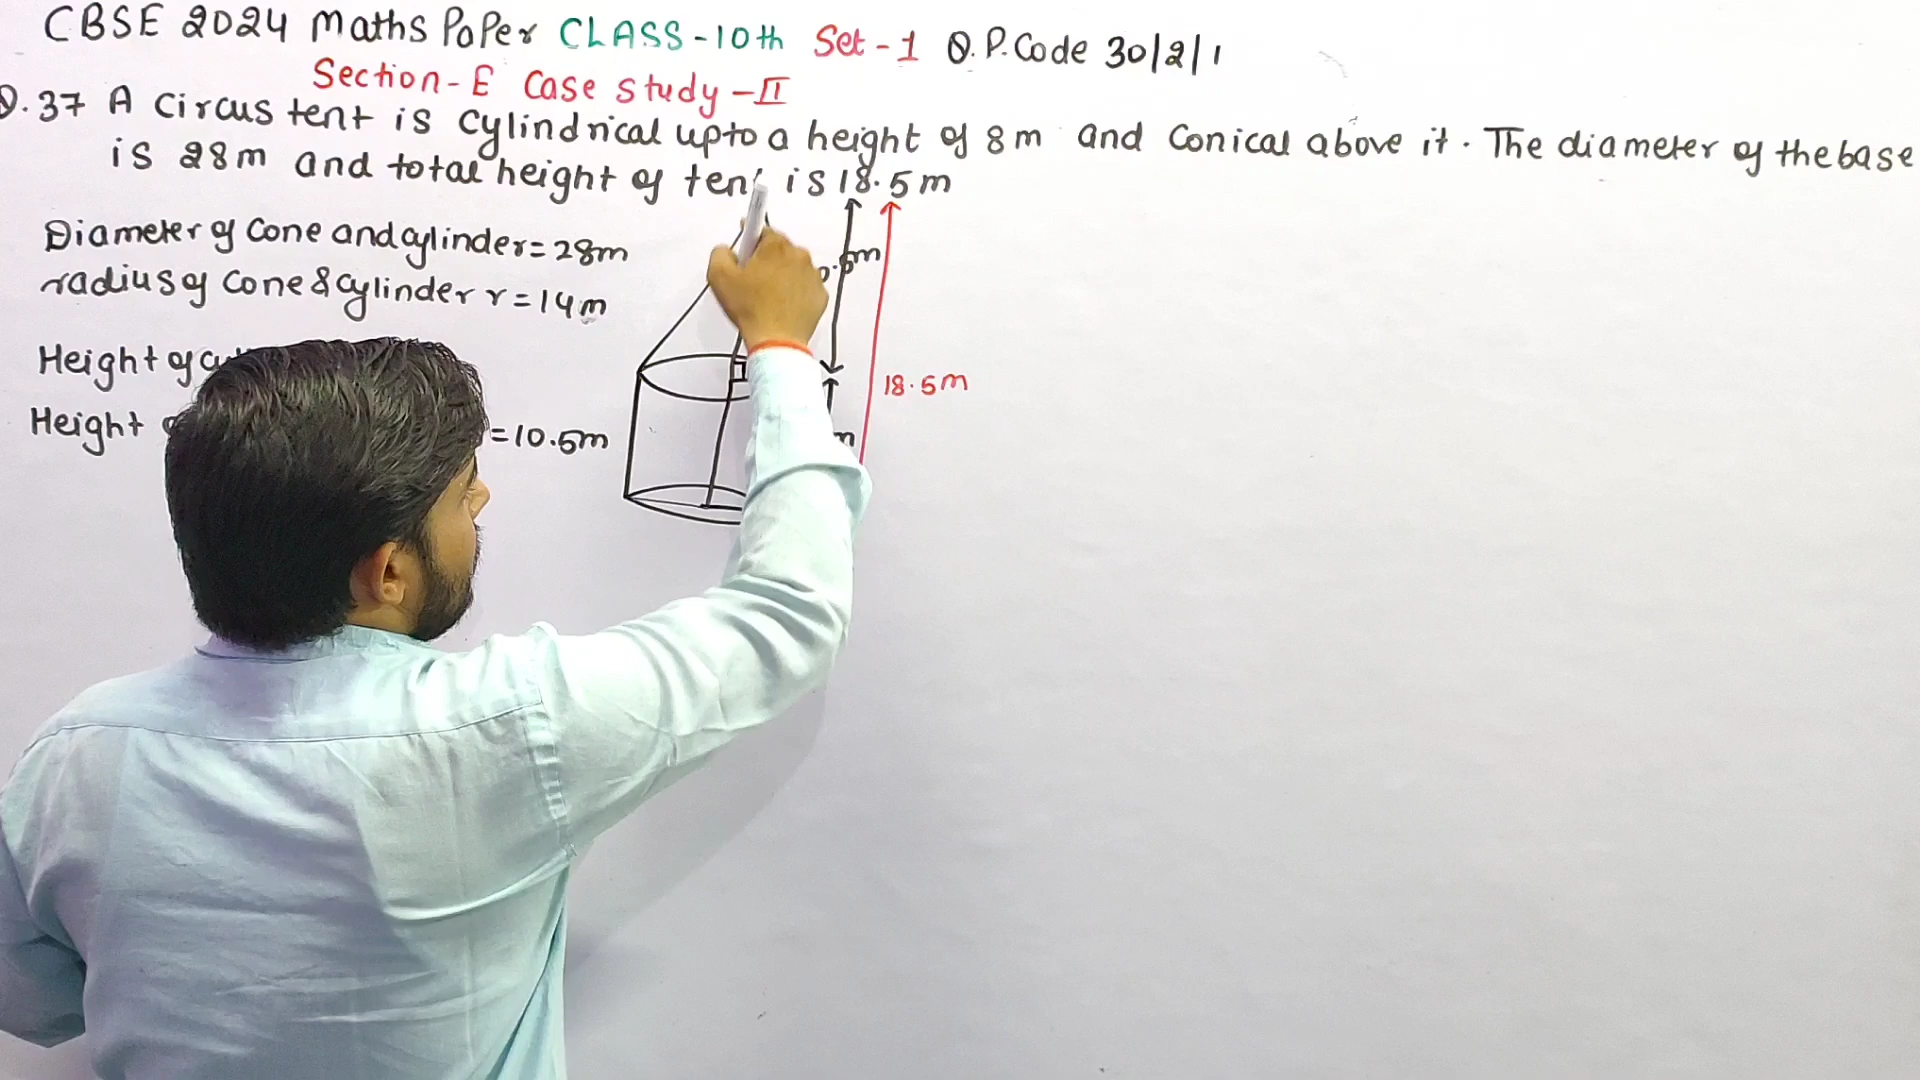 CBSE 2024 Maths Paper CLASS-10th Set-1 Q.P.Code 30/2/1
Section-E Case study-II
Q.37 A Circus tent is Cylindrical upto a height of 8m and Conical above it. The diameter of the base
is 28m and total height of tent is 18.5m
Diameter of Cone and cylinder = 28m
radius of Cone & cylinder r = 14m
Height of
Height = 10.5m
18.5m